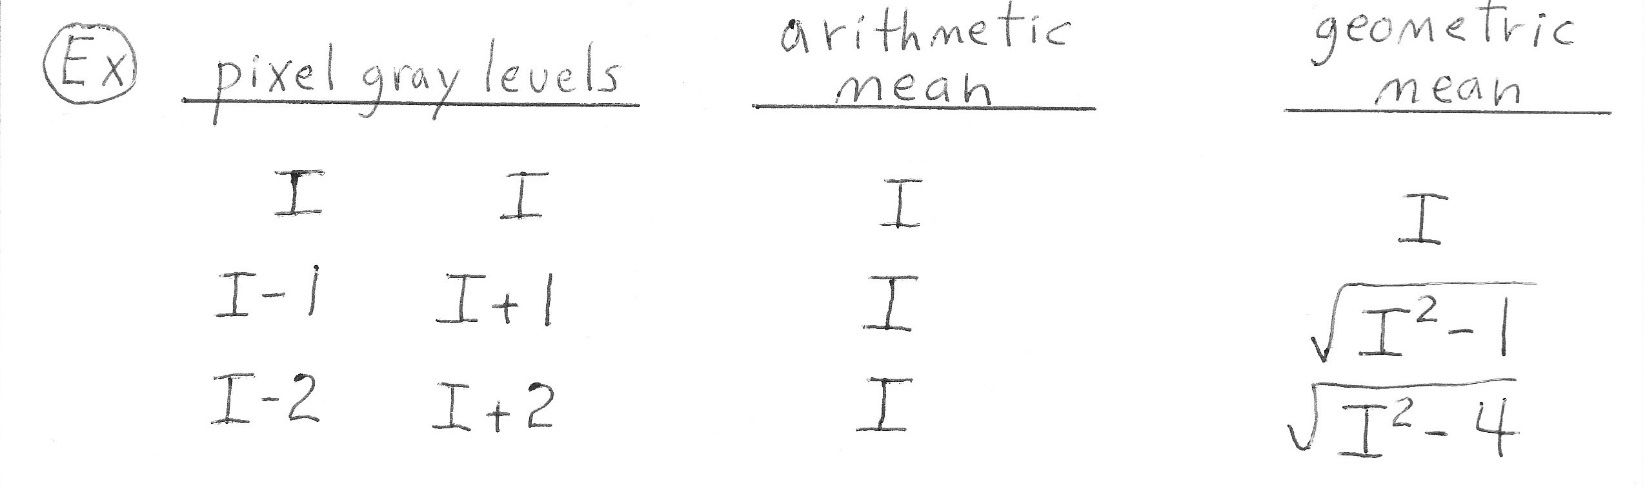 Ex pixel gray levels arithmetic mean geometric mean
I I I I
I-1 I+1 I √(I²-1)
I-2 I+2 I √(I²-4)